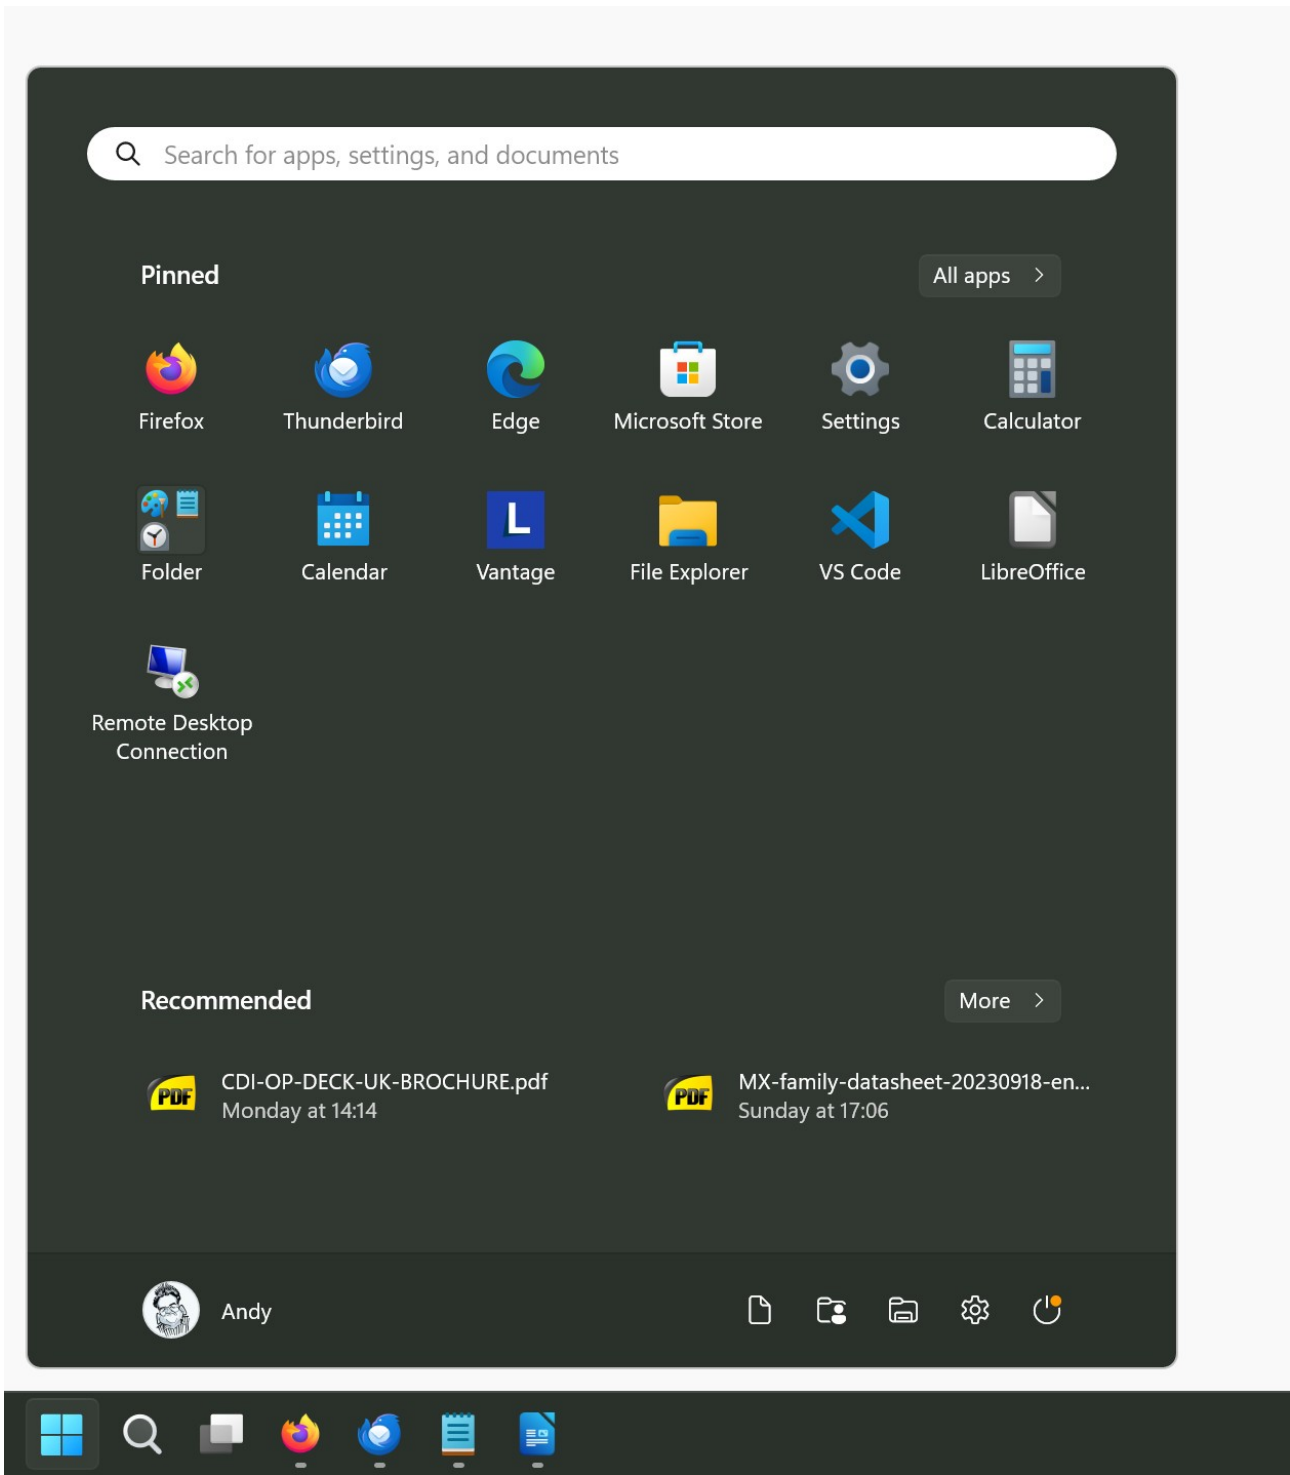 Search for apps, settings, and documents
Pinned
All apps
Firefox
Thunderbird
Edge
Microsoft Store
Settings
Calculator
Folder
Calendar
L
Vantage
File Explorer
VS Code
LibreOffice
Remote Desktop
Connection
Recommended
More
PDF
CDI-OP-DECK-UK-BROCHURE.pdf
Monday at 14:14
PDF
MX-family-datasheet-20230918-en...
Sunday at 17:06
Andy